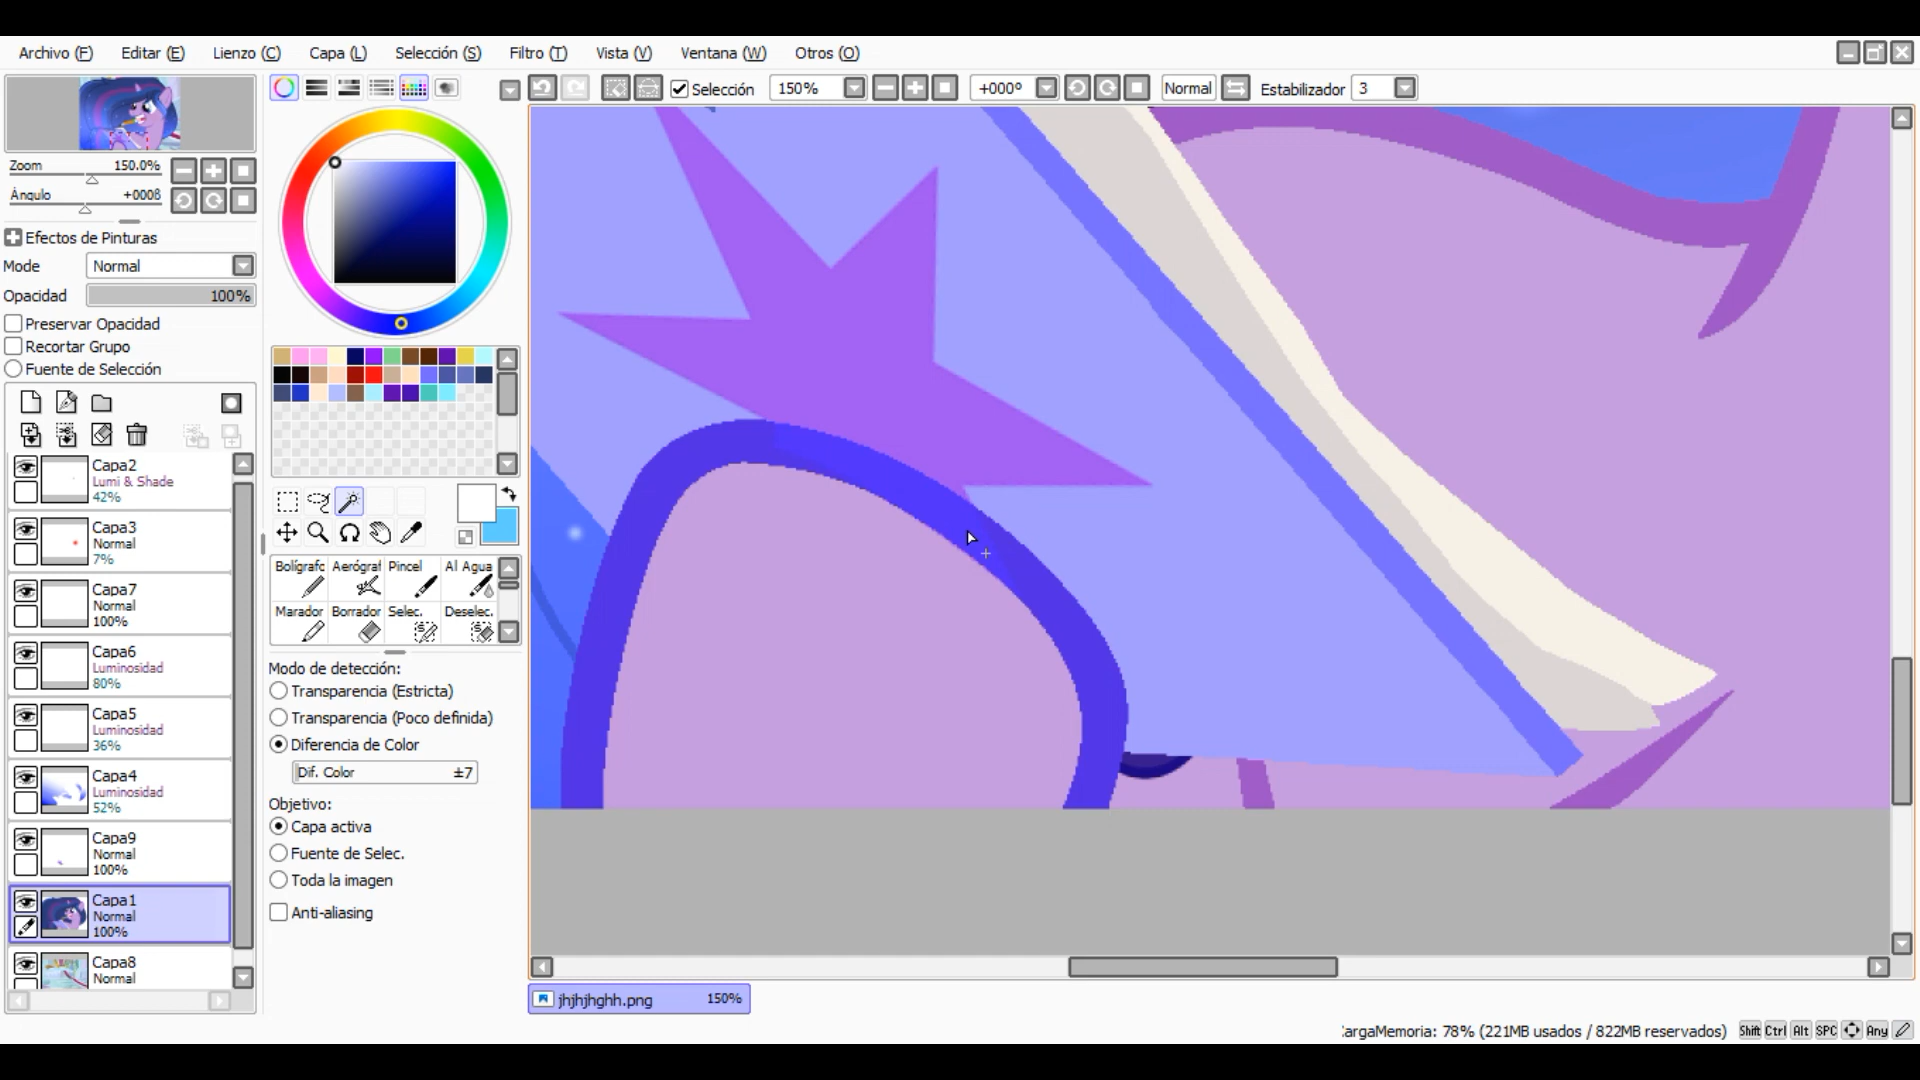 Archivo (F) Editar (E) Lienzo (C) Capa (L) Selección (S) Filtro (T) Vista (V) Ventana (W) Otros (O)
Selección 150% +000º Normal Estabilizador 3
Zoom 150.0%
Ángulo +000ß
Efectos de Pinturas
Mode Normal
Opacidad 100%
Preservar Opacidad
Recortar Grupo
Fuente de Selección
Capa2
Lumi & Shade
42%
Capa3
Normal
7%
Capa7
Normal
100%
Capa6
Luminosidad
80%
Capa5
Luminosidad
36%
Capa4
Luminosidad
52%
Capa9
Normal
100%
Capa1
Normal
100%
Capa8
Normal
Bolígrafc Aerógraf Pincel Al Agua
Marador Borrador Selec. Deselec.
Modo de detección:
Transparencia (Estricta)
Transparencia (Poco definida)
Diferencia de Color
Dif. Color ±7
Objetivo:
Capa activa
Fuente de Selec.
Toda la imagen
Anti-aliasing
jhjhjhghh.png 150%
argaMemoria: 78% (221MB usados / 822MB reservados) Shift Ctrl Alt SPC Any